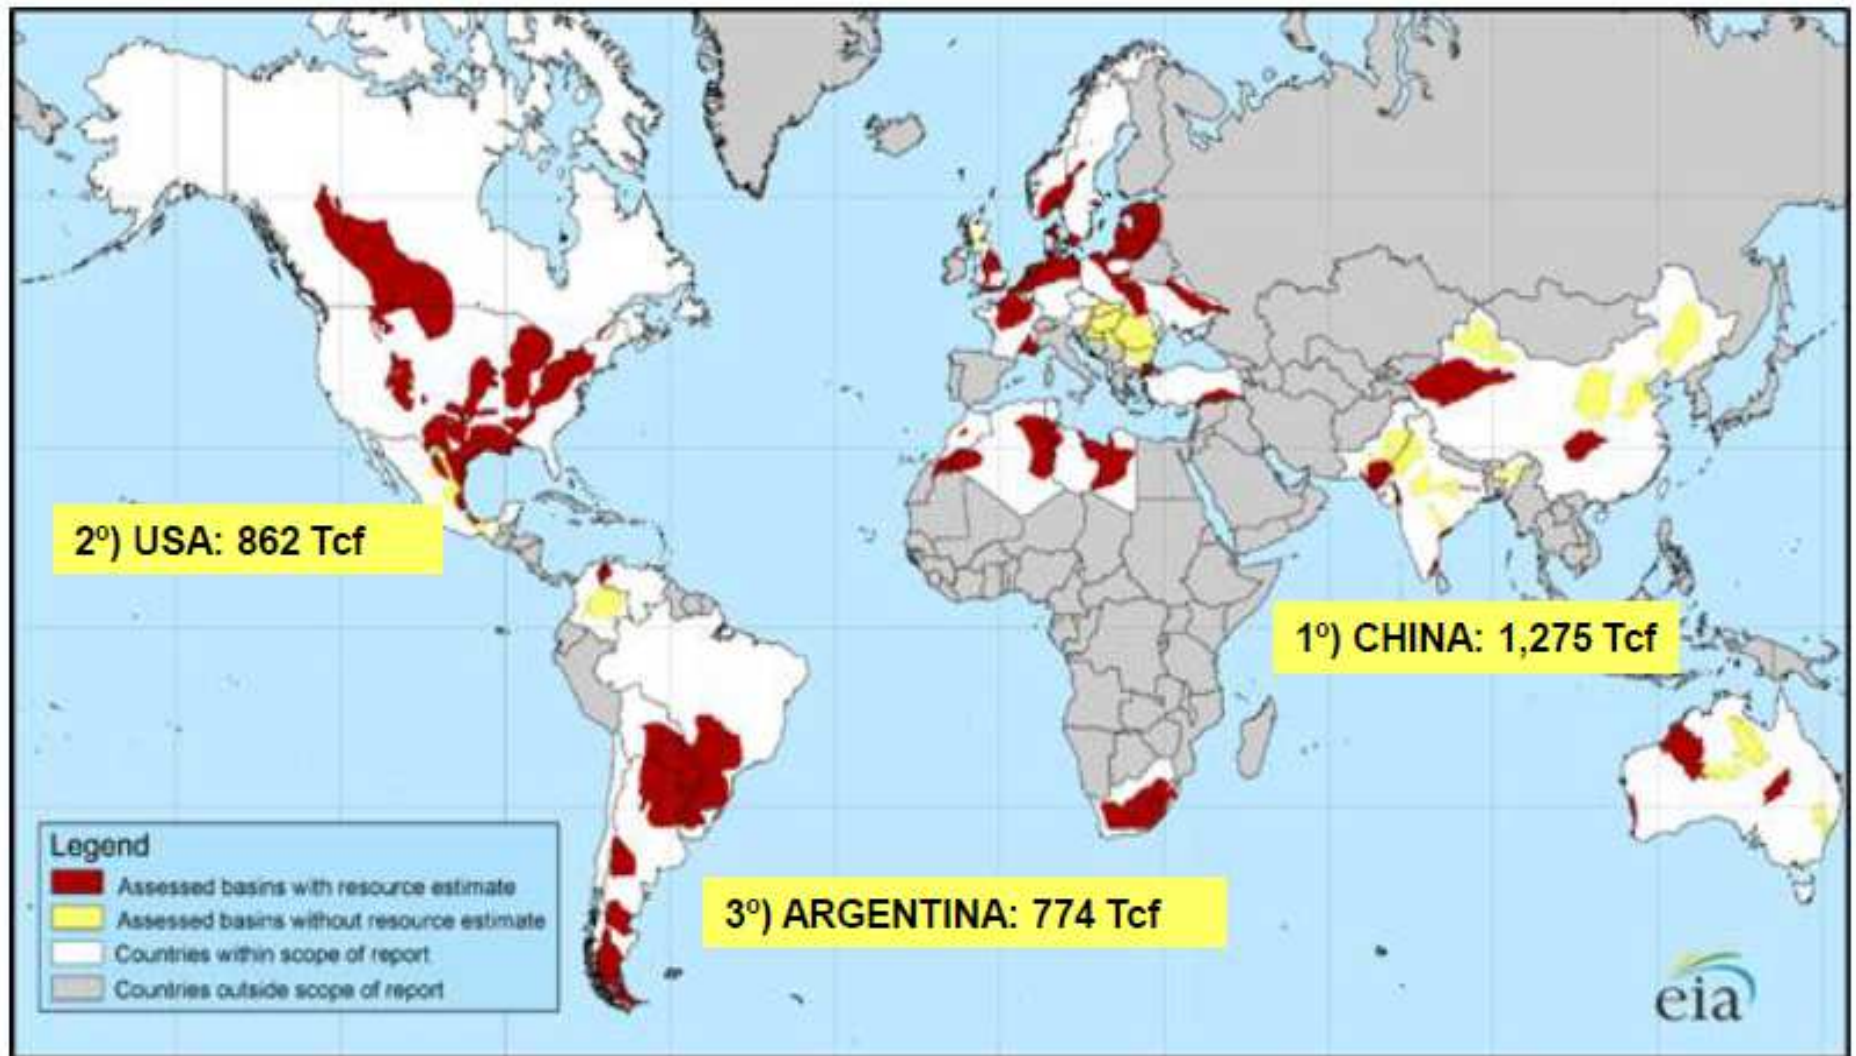 2º) USA: 862 Tcf
1º) CHINA: 1,275 Tcf
3º) ARGENTINA: 774 Tcf
Legend
Assessed basins with resource estimate
Assessed basins without resource estimate
Countries within scope of report
Countries outside scope of report
eia